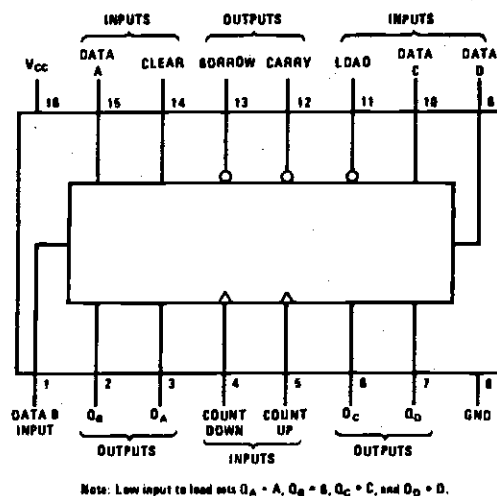 INPUTS OUTPUTS INPUTS
VCC DATA A CLEAR BORROW CARRY LOAD DATA C DATA D
16 15 14 13 12 11 10 9
1 2 3 4 5 6 7 8
DATA B INPUT QB QA COUNT DOWN COUNT UP QC QD GND
OUTPUTS INPUTS OUTPUTS
Note: Low input to load sets QA = A, QB = B, QC = C, and QD = D.